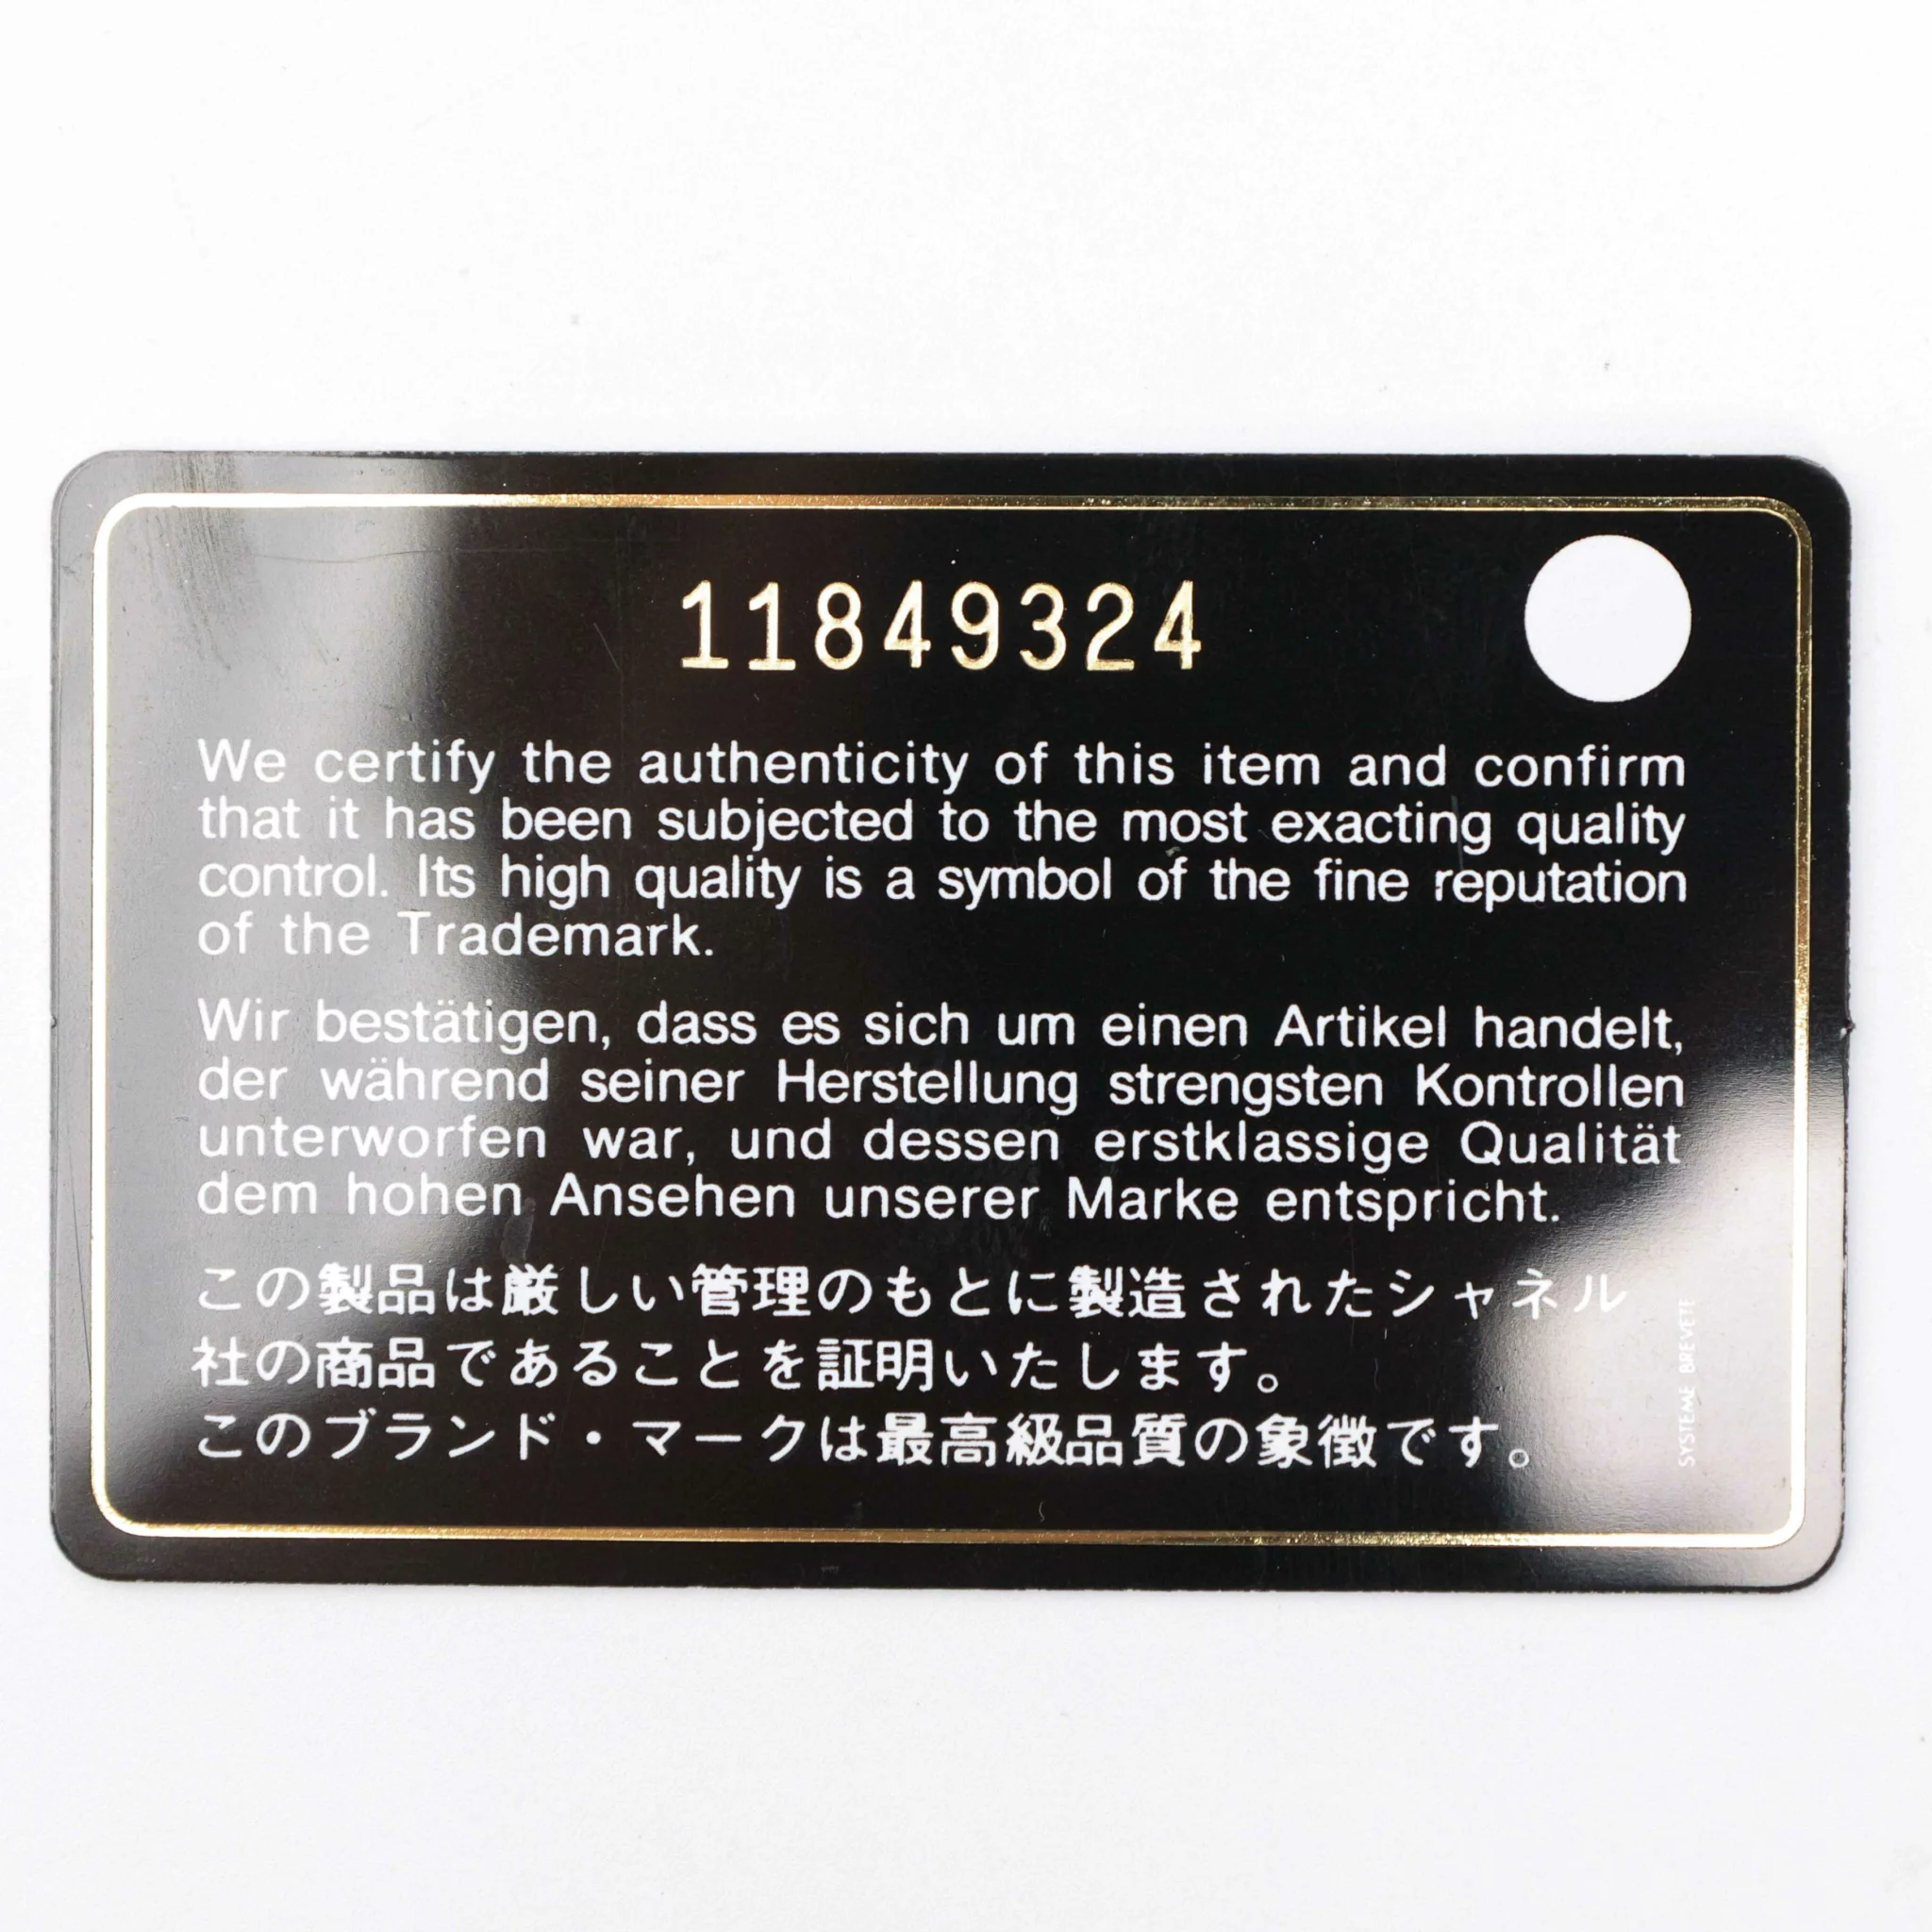 11849324
We certify the authenticity of this item and confirm
that it has been subjected to the most exacting quality
control. Its high quality is a symbol of the fine reputation
of the Trademark.
Wir bestätigen, dass es sich um einen Artikel handelt,
der während seiner Herstellung strengsten Kontrollen
unterworfen war, und dessen erstklassige Qualität
dem hohen Ansehen unserer Marke entspricht.
この製品は厳しい管理のもとに製造されたシャネル
社の商品であることを証明いたします。
このブランド・マークは最高級品質の象徴です。
SYSTEME BREVETE